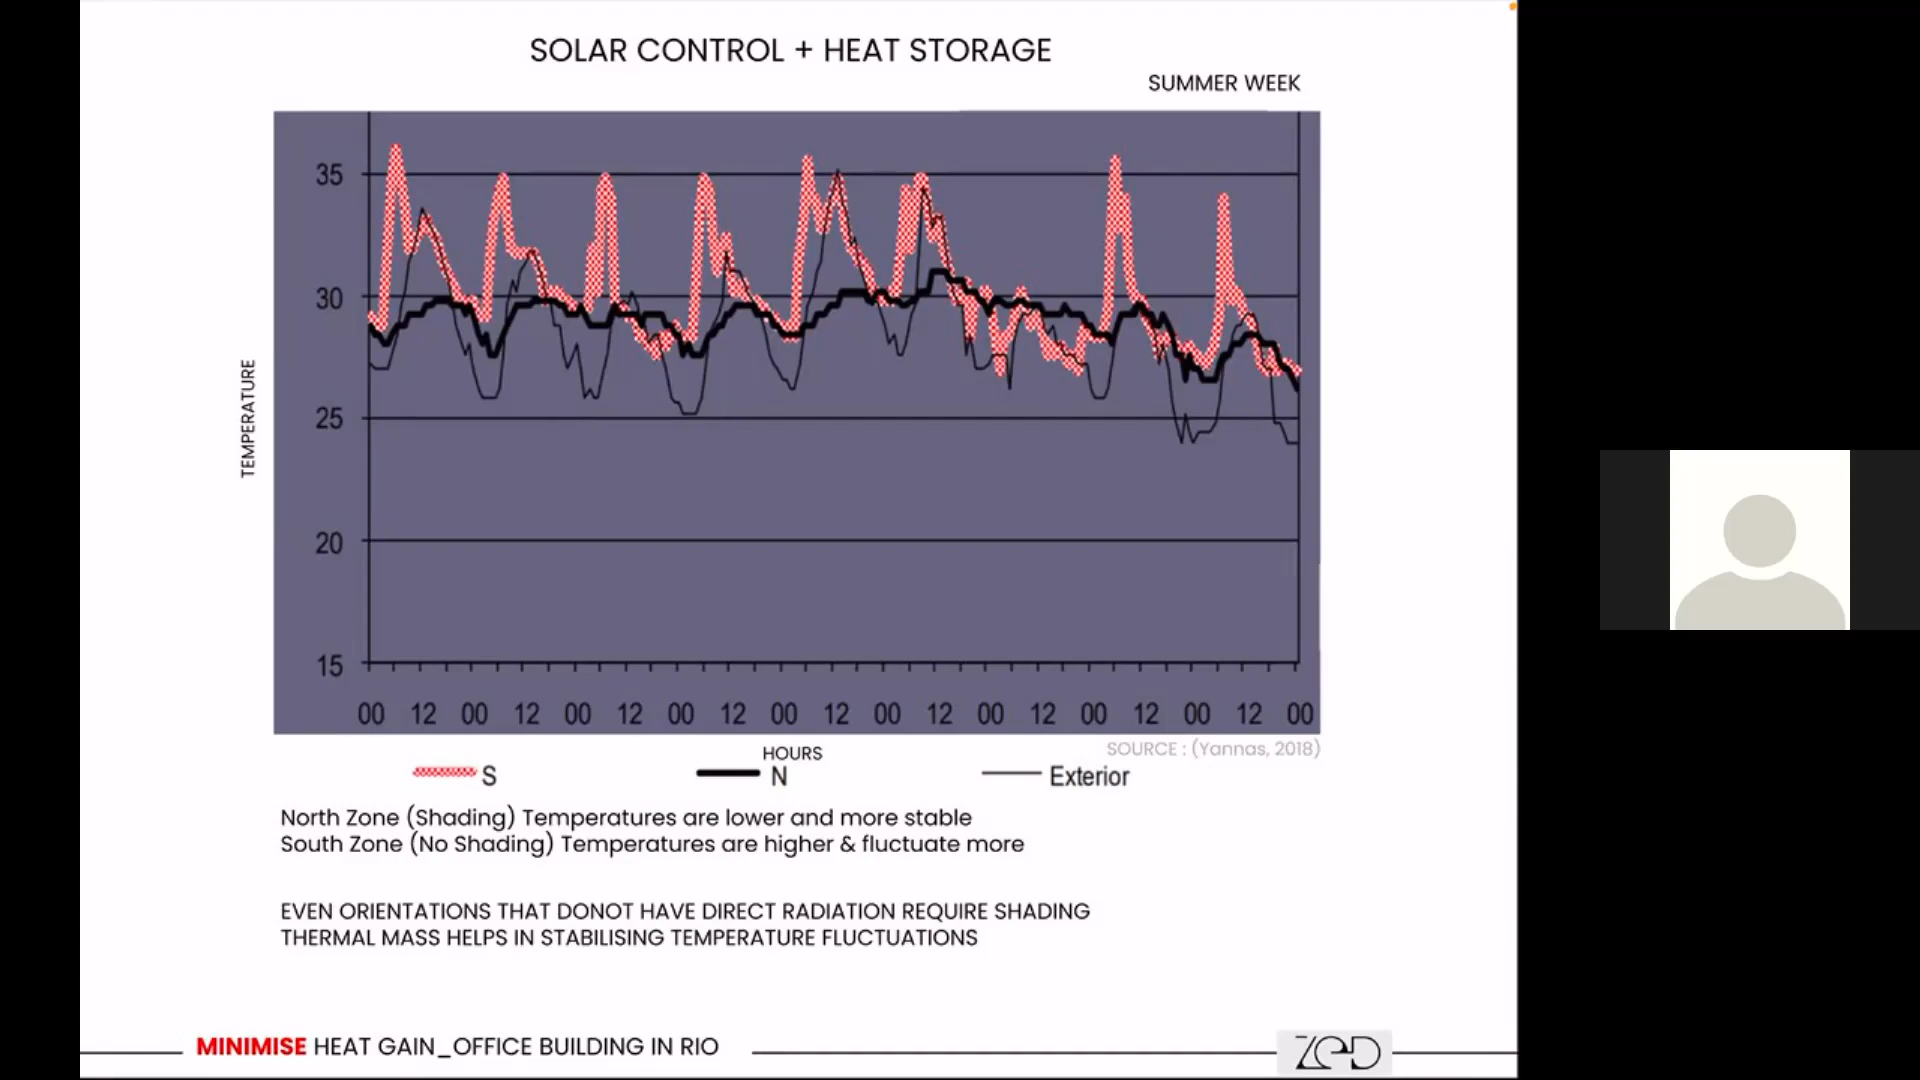 SOLAR CONTROL + HEAT STORAGE
SUMMER WEEK
35
30
25
20
15
TEMPERATURE
00 12 00 12 00 12 00 12 00 12 00 12 00 12 00 12 00 12 00
HOURS
SOURCE : (Yannas, 2018)
S N Exterior
North Zone (Shading) Temperatures are lower and more stable
South Zone (No Shading) Temperatures are higher & fluctuate more
EVEN ORIENTATIONS THAT DONOT HAVE DIRECT RADIATION REQUIRE SHADING
THERMAL MASS HELPS IN STABILISING TEMPERATURE FLUCTUATIONS
MINIMISE HEAT GAIN_OFFICE BUILDING IN RIO
ZED